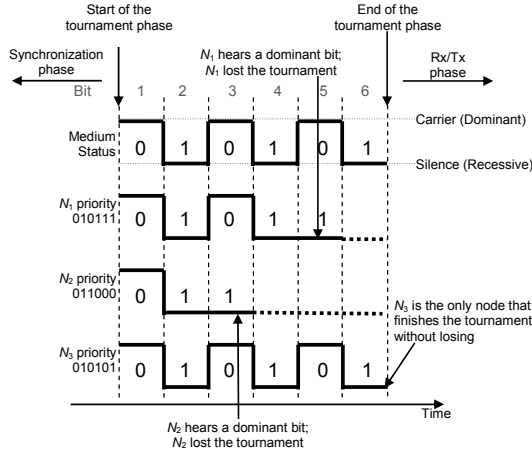 Start of the
tournament phase
End of the
tournament phase
Synchronization
phase
N1 hears a dominant bit;
N1 lost the tournament
Rx/Tx
phase
Bit 1 2 3 4 5 6
Carrier (Dominant)
Medium
Status
0 1 0 1 0 1
Silence (Recessive)
N1 priority
010111
0 1 0 1 1
N2 priority
011000
0 1 1
N3 is the only node that
finishes the tournament
without losing
N3 priority
010101
0 1 0 1 0 1
Time
N2 hears a dominant bit;
N2 lost the tournament